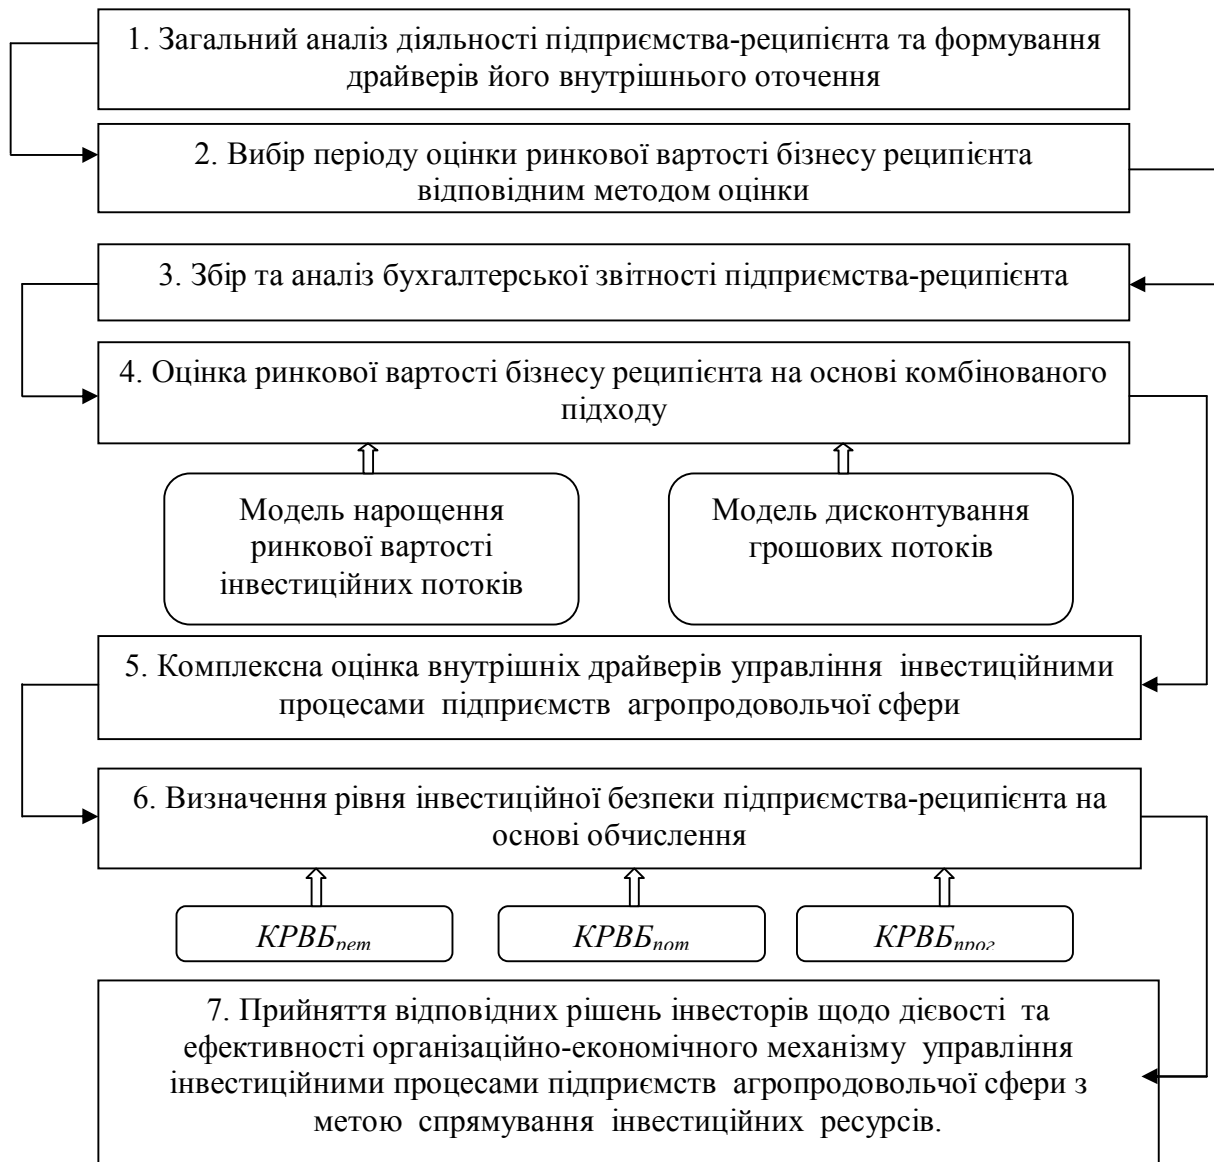 1. Загальний аналіз діяльності підприємства-реципієнта та формування
драйверів його внутрішнього оточення
2. Вибір періоду оцінки ринкової вартості бізнесу реципієнта
відповідним методом оцінки
3. Збір та аналіз бухгалтерської звітності підприємства-реципієнта
4. Оцінка ринкової вартості бізнесу реципієнта на основі комбінованого
підходу
Модель нарощення
ринкової вартості
інвестиційних потоків
Модель дисконтування
грошових потоків
5. Комплексна оцінка внутрішніх драйверів управління інвестиційними
процесами підприємств агропродовольчої сфери
6. Визначення рівня інвестиційної безпеки підприємства-реципієнта на
основі обчислення
КРВБрет
КРВБпот
КРВБпрог
7. Прийняття відповідних рішень інвесторів щодо дієвості та
ефективності організаційно-економічного механізму управління
інвестиційними процесами підприємств агропродовольчої сфери з
метою спрямування інвестиційних ресурсів.